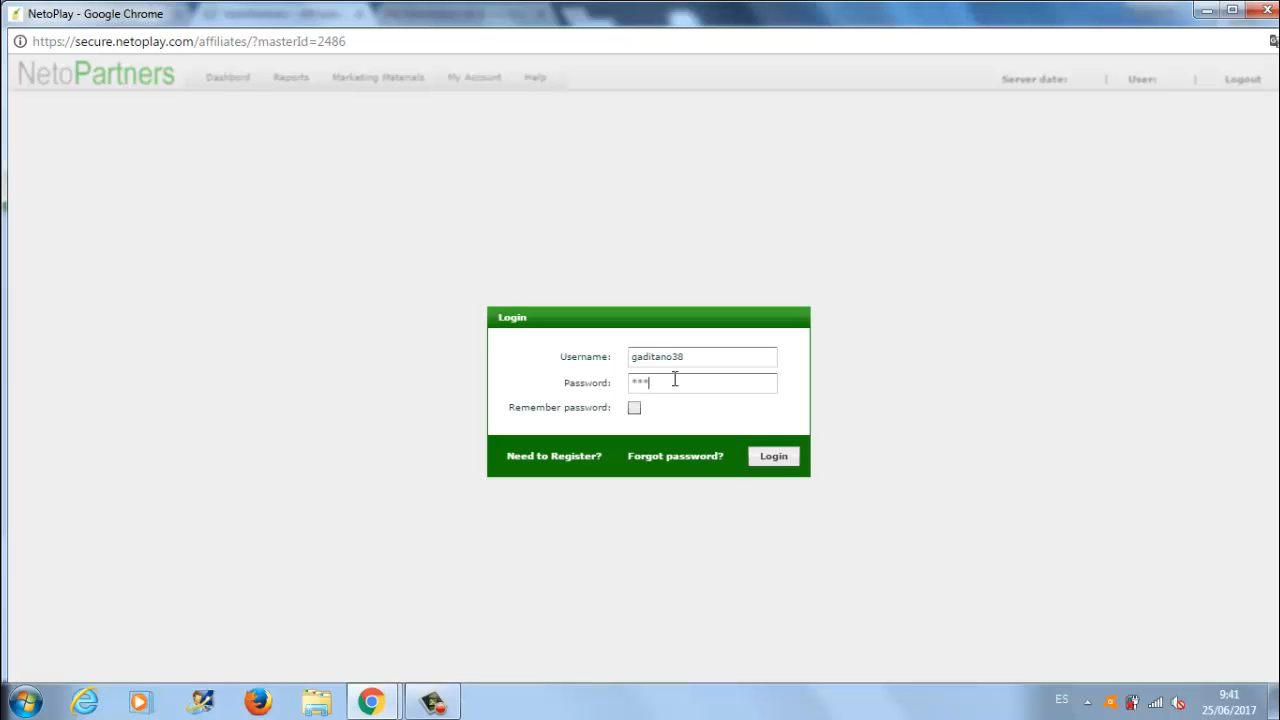 NetoPlay - Google Chrome
https://secure.netoplay.com/affiliates/?masterId=2486
NetoPartners Dashbord Reports Marketing Materials My Account Help Server date: | User: | Logout
Login
Username: gaditano38
Password: ***
Remember password:
Need to Register? Forgot password? Login
ES 9:41
25/06/2017